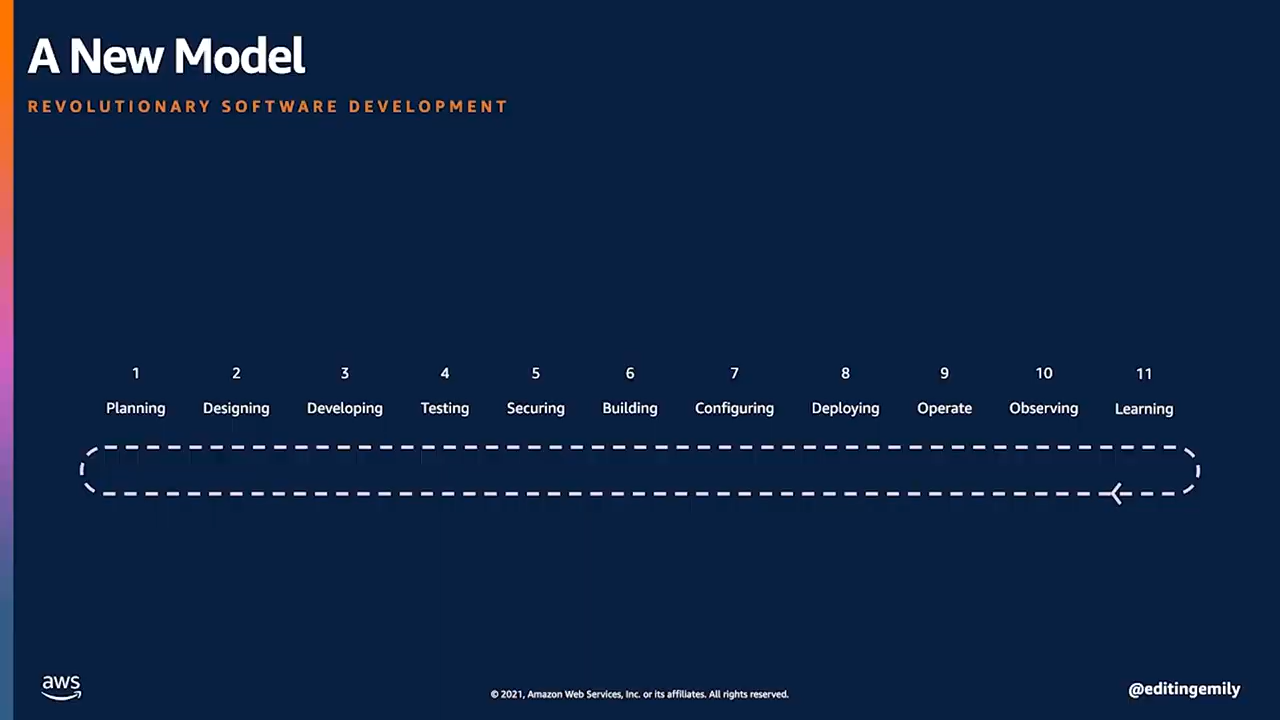 A New Model
REVOLUTIONARY SOFTWARE DEVELOPMENT
1 2 3 4 5 6 7 8 9 10 11
Planning Designing Developing Testing Securing Building Configuring Deploying Operate Observing Learning
aws
© 2021, Amazon Web Services, Inc. or its affiliates. All rights reserved.
@editingemily